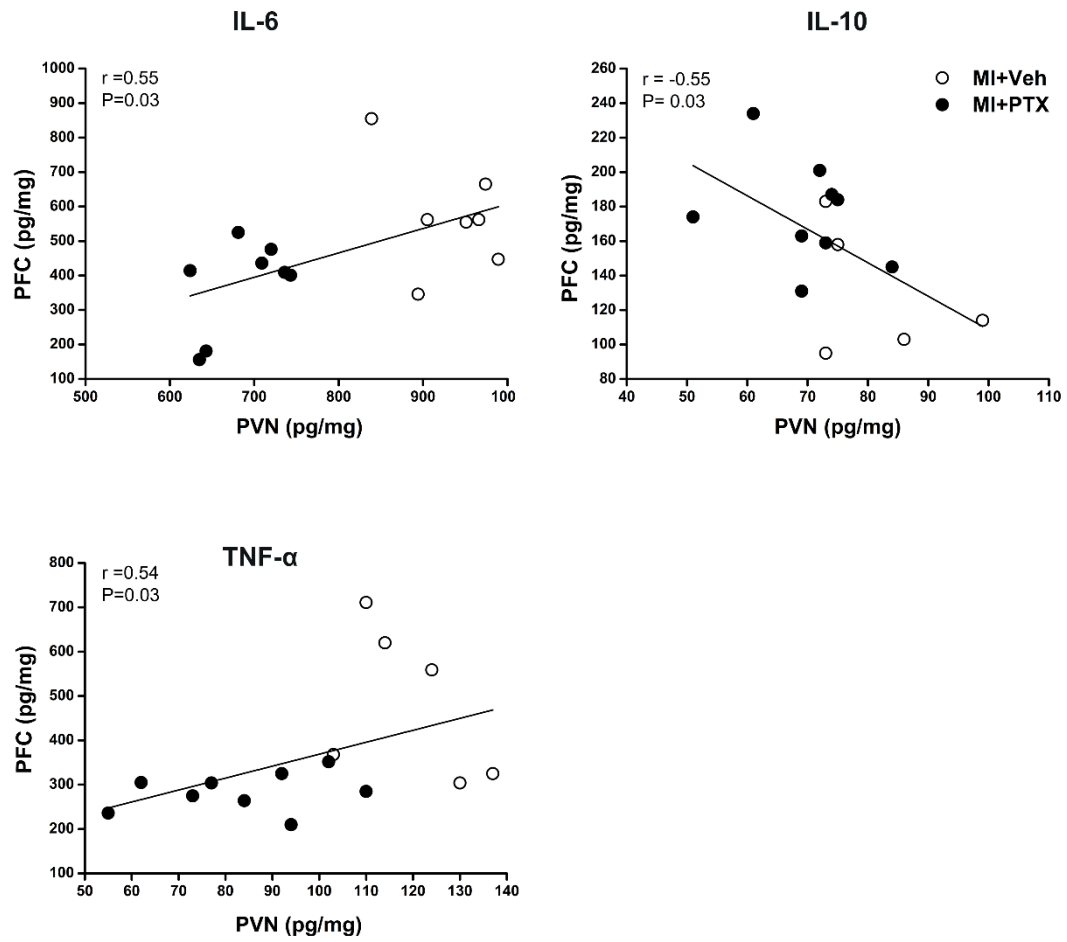 IL-6
r =0.55
P=0.03
1000
900
800
700
600
500
400
300
200
100
PFC (pg/mg)
500 600 700 800 900 100
PVN (pg/mg)
IL-10
r = -0.55
P= 0.03
MI+Veh
MI+PTX
260
240
220
200
180
160
140
120
100
80
PFC (pg/mg)
40 50 60 70 80 90 100 110
PVN (pg/mg)
TNF-α
r =0.54
P=0.03
800
700
600
500
400
300
200
100
PFC (pg/mg)
50 60 70 80 90 100 110 120 130 140
PVN (pg/mg)